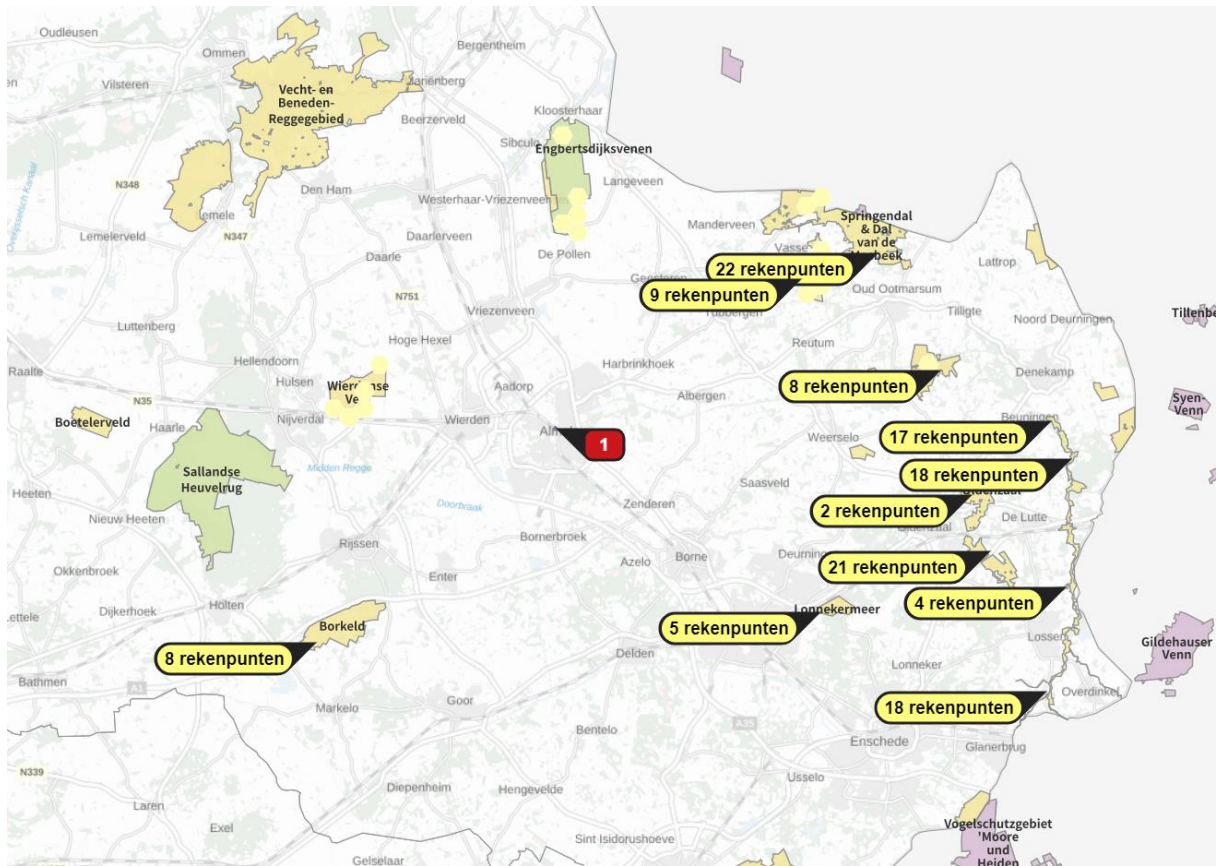 Oudleusen
Ommen
Bergentheim
Vilsteren
Mariënberg
Vecht- en
Beneden-
Reggegebied
Beerzerveld
Kloosterhaar
Sibculo
Engbertsdijksvenen
N348
Den Ham
Langeveen
Westerhaar-Vriezenveen
Lemele
Manderveen
Springendal
& Dal
van de
Lemelerveld
N347
Daarlerveen
Vasse
Daarle
De Pollen
Lattrop
22 rekenpunten
Geesteren
9 rekenpunten
Oud Ootmarsum
N751
Vriezenveen
Tubbergen
Tilligte
Tillenbe
Noord Deurningen
Luttenberg
Hoge Hexel
Reutum
Hellendoorn
Harbrinkhoek
Raalte
Hulsen
Wierdense
Ve
Aadorp
8 rekenpunten
Denekamp
N35
Albergen
Syen-
Venn
Boetelerveld
Haarle
Nijverdal
Wierden
Beuningen
1
Weerselo
17 rekenpunten
Sallandse
Heuvelrug
Midden Regge
18 rekenpunten
Heeten
Saasveld
Doorbraak
Zenderen
2 rekenpunten
De Lutte
Nieuw Heeten
Bornerbroek
Rijssen
Borne
Deurning
Azelo
21 rekenpunten
Okkenbroek
Enter
Dijkerhoek
Holten
Lonnekermeer
4 rekenpunten
Borkeld
5 rekenpunten
Losser
Gildehauser
Venn
8 rekenpunten
Delden
Lonneker
Bathmen
A1
Goor
Overdinkel
Markelo
18 rekenpunten
A35
Bentelo
Enschede
Glanerbrug
N339
Usselo
Diepenheim
Hengevelde
Laren
Exel
Sint Isidorushoeve
Vogelschutzgebiet
'Moore
und
Heiden
Gelselaar